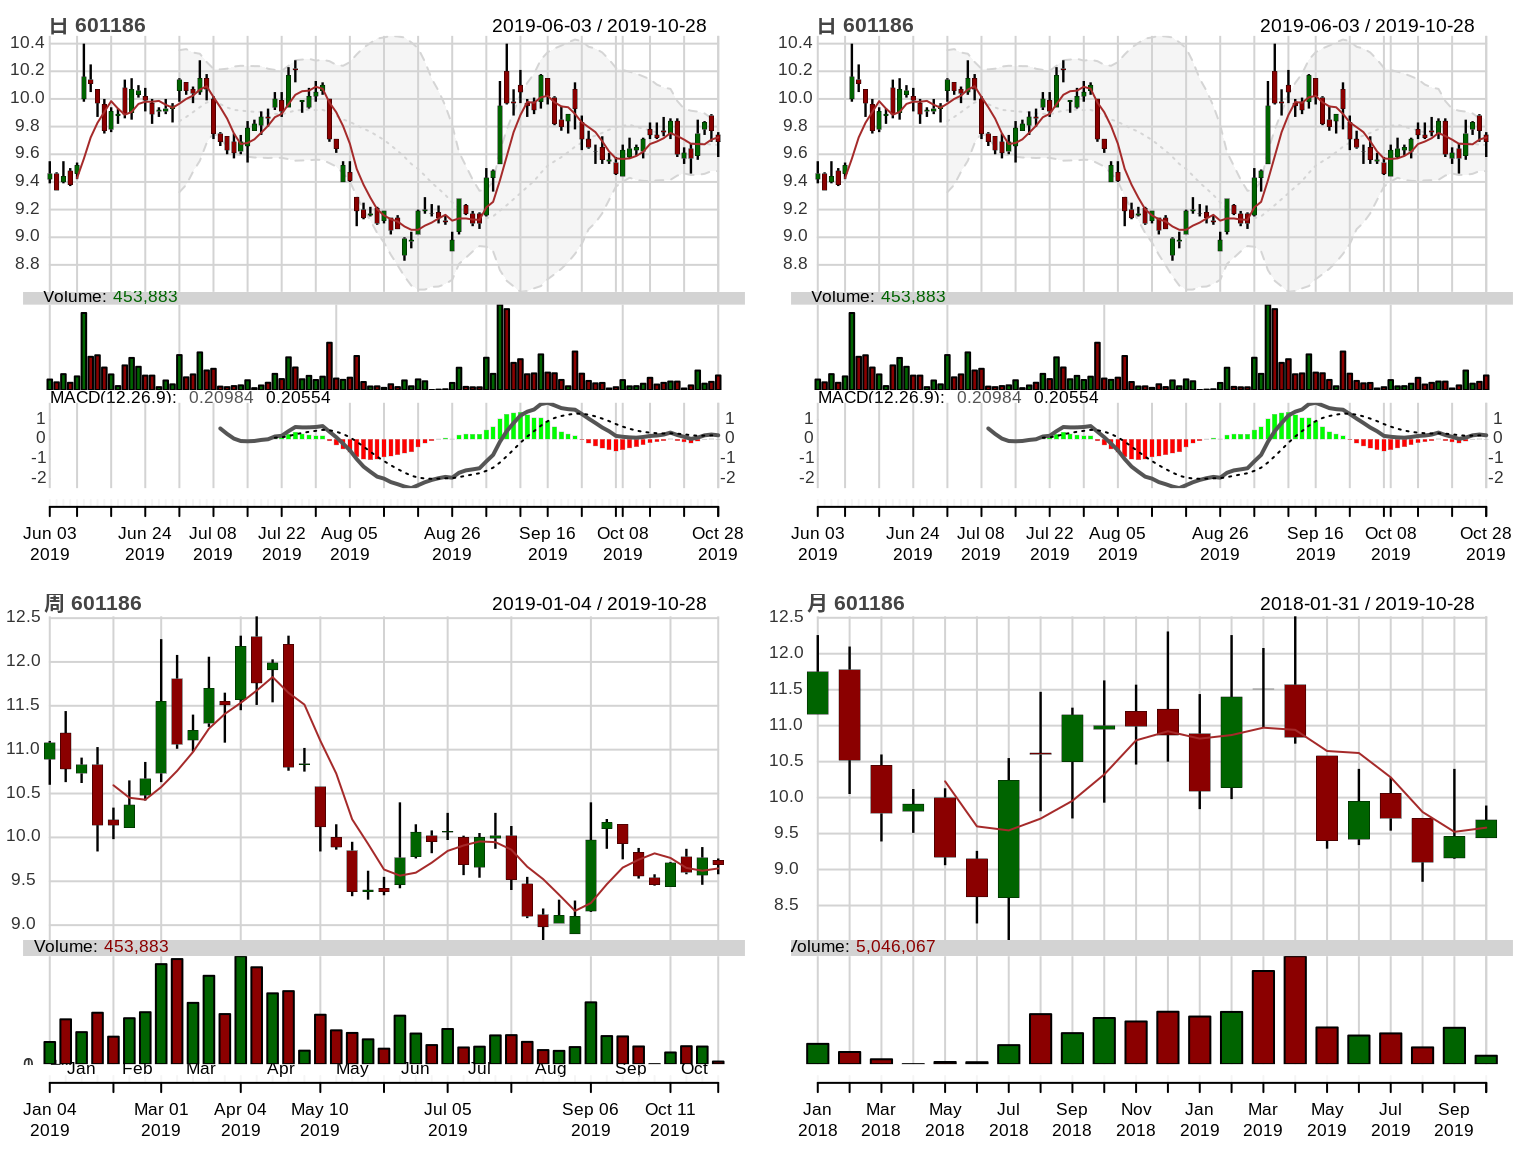 日 601186 2019-06-03 / 2019-10-28
10.4
10.2
10.0
9.8
9.6
9.4
9.2
9.0
8.8
Volume: 453,883
MACD(12,26,9): 0.20984 0.20554
1 1
0 0
-1 -1
-2 -2
Jun 03 Jun 24 Jul 08 Jul 22 Aug 05 Aug 26 Sep 16 Oct 08 Oct 28
2019 2019 2019 2019 2019 2019 2019 2019 2019
日 601186 2019-06-03 / 2019-10-28
10.4
10.2
10.0
9.8
9.6
9.4
9.2
9.0
8.8
Volume: 453,883
MACD(12,26,9): 0.20984 0.20554
1 1
0 0
-1 -1
-2 -2
Jun 03 Jun 24 Jul 08 Jul 22 Aug 05 Aug 26 Sep 16 Oct 08 Oct 28
2019 2019 2019 2019 2019 2019 2019 2019 2019
周 601186 2019-01-04 / 2019-10-28
12.5
12.0
11.5
11.0
10.5
10.0
9.5
9.0
Volume: 453,883
0
Jan Feb Mar Apr May Jun Jul Aug Sep Oct
Jan 04 Mar 01 Apr 04 May 10 Jul 05 Sep 06 Oct 11
2019 2019 2019 2019 2019 2019 2019
月 601186 2018-01-31 / 2019-10-28
12.5
12.0
11.5
11.0
10.5
10.0
9.5
9.0
8.5
Volume: 5,046,067
Jan Mar May Jul Sep Nov Jan Mar May Jul Sep
2018 2018 2018 2018 2018 2018 2019 2019 2019 2019 2019